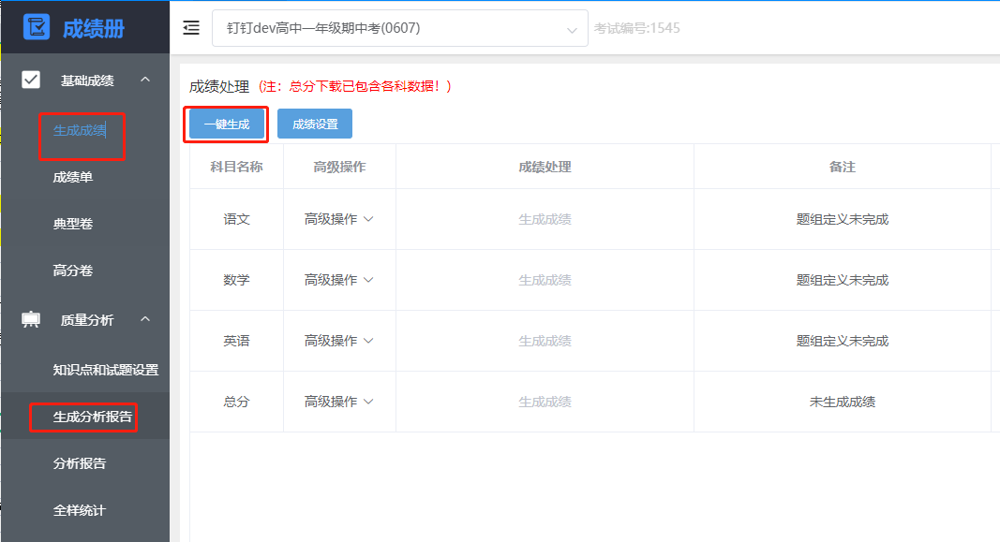 成绩册
钉钉dev高中一年级期中考(0607)
考试编号:1545
基础成绩
生成成绩
成绩单
典型卷
高分卷
质量分析
知识点和试题设置
生成分析报告
分析报告
全样统计
成绩处理 (注：总分下载已包含各科数据！)
一键生成 成绩设置
科目名称 高级操作 成绩处理 备注
语文 高级操作 生成成绩 题组定义未完成
数学 高级操作 生成成绩 题组定义未完成
英语 高级操作 生成成绩 题组定义未完成
总分 高级操作 生成成绩 未生成成绩